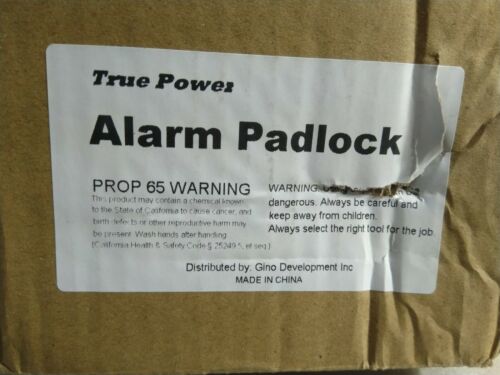 True Power
Alarm Padlock
PROP 65 WARNING
This product may contain a chemical known
to the State of California to cause cancer, and
birth defects or other reproductive harm may
be present. Wash hands after handling
(California Health & Safety Code § 25249.5, et seq.)
WARNING:
dangerous. Always be careful and
keep away from children.
Always select the right tool for the job
Distributed by: Gino Development Inc
MADE IN CHINA